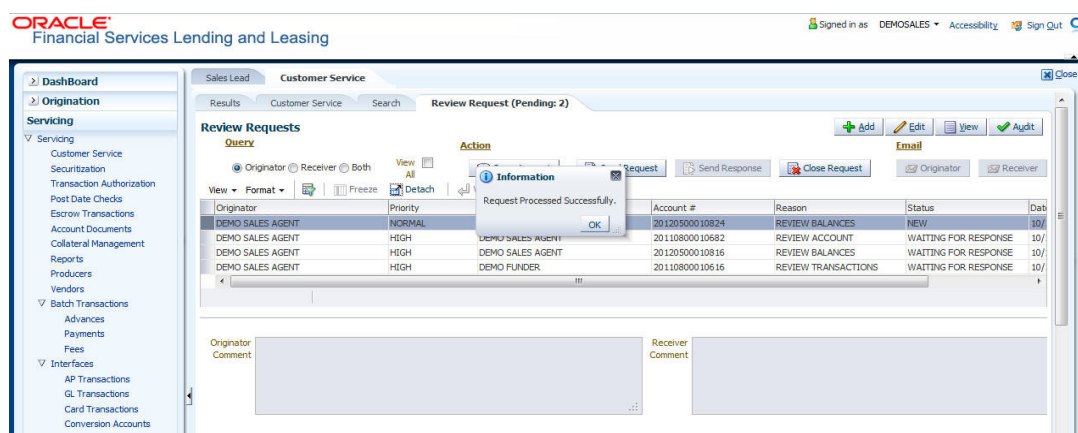 ORACLE
Financial Services Lending and Leasing
Signed in as DEMOSALES Accessibility Sign Out
Close
DashBoard
Origination
Servicing
Servicing
Customer Service
Securitization
Transaction Authorization
Post Date Checks
Escrow Transactions
Account Documents
Collateral Management
Reports
Producers
Vendors
Batch Transactions
Advances
Payments
Fees
Interfaces
AP Transactions
GL Transactions
Card Transactions
Conversion Accounts
Sales Lead Customer Service
Results Customer Service Search Review Request (Pending: 2)
Review Requests
Add Edit View Audit
Query Action Email
Originator Receiver Both View All
Request Send Response Close Request Originator Receiver
View Format Freeze Detach
Information
Request Processed Successfully.
OK
Originator Priority Account # Reason Status
DEMO SALES AGENT NORMAL 20120500010824 REVIEW BALANCES NEW 10/
DEMO SALES AGENT HIGH DEMO SALES AGENT 20110800010682 REVIEW ACCOUNT WAITING FOR RESPONSE 10/
DEMO SALES AGENT HIGH DEMO SALES AGENT 20120500010816 REVIEW BALANCES WAITING FOR RESPONSE 10/
DEMO SALES AGENT HIGH DEMO FUNDER 20110800010616 REVIEW TRANSACTIONS WAITING FOR RESPONSE 10/
Originator Comment
Receiver Comment